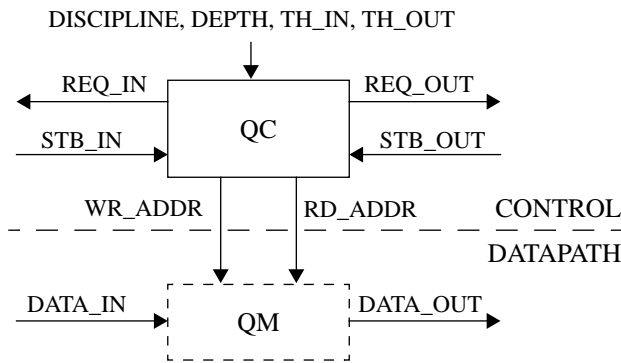 DISCIPLINE, DEPTH, TH_IN, TH_OUT
REQ_IN
REQ_OUT
QC
STB_IN
STB_OUT
WR_ADDR
RD_ADDR
CONTROL
DATAPATH
DATA_IN
QM
DATA_OUT